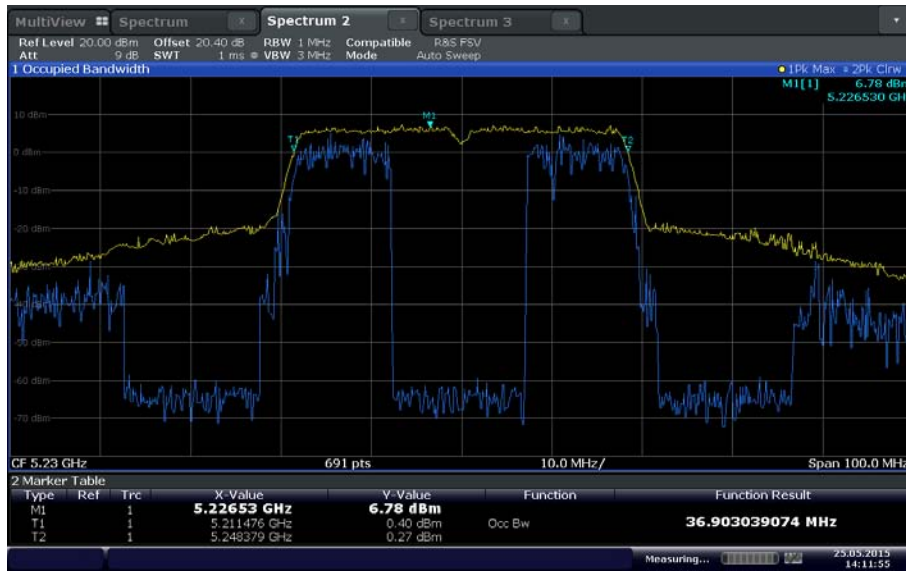 MultiView Spectrum x Spectrum 2 x Spectrum 3 x
Ref Level 20.00 dBm Offset 20.40 dB RBW 1 MHz Compatible R&S FSV
Att 9 dB SWT 1 ms VBW 3 MHz Mode Auto Sweep
1 Occupied Bandwidth 1Pk Max 2Pk Clrw
M1[1] 6.78 dBm
5.226530 GH
10 dBm
M1
T1 T2
0 dBm
-10 dBm
-20 dBm
-40 dBm
-50 dBm
-60 dBm
-70 dBm
CF 5.23 GHz 691 pts 10.0 MHz/ Span 100.0 MHz
2 Marker Table
Type Ref Trc X-Value Y-Value Function Function Result
M1 1 5.22653 GHz 6.78 dBm
T1 1 5.211476 GHz 0.40 dBm Occ Bw 36.903039074 MHz
T2 1 5.248379 GHz 0.27 dBm
Measuring... 25.05.2015
14:11:55